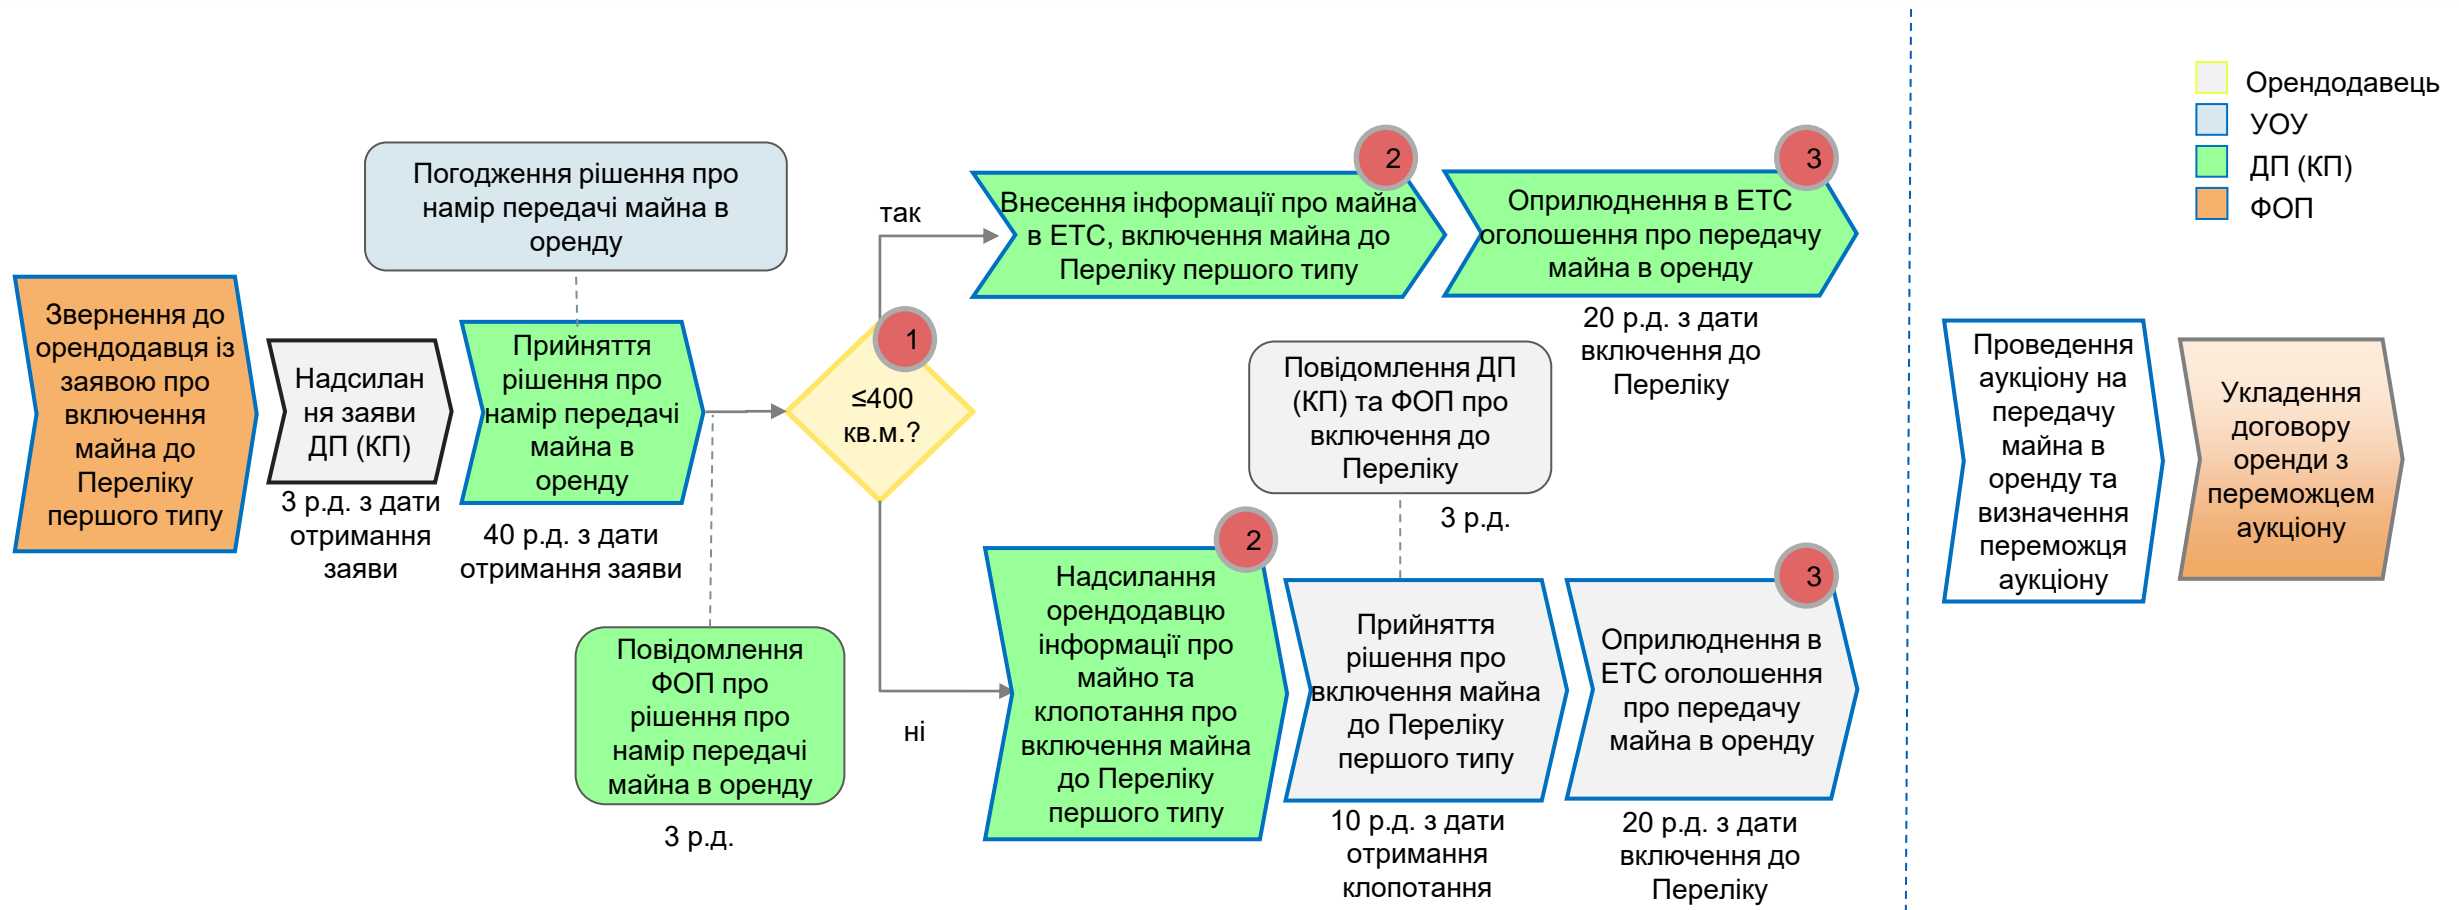 Орендодавець
УОУ
ДП (КП)
ФОП
Погодження рішення про
намір передачі майна в
оренду
Звернення до
орендодавця із
заявою про
включення
майна до
Переліку
першого типу
Надсилан
ня заяви
ДП (КП)
3 р.д. з дати
отримання
заяви
Прийняття
рішення про
намір передачі
майна в
оренду
40 р.д. з дати
отримання заяви
Повідомлення
ФОП про
рішення про
намір передачі
майна в оренду
3 р.д.
1
≤400
кв.м.?
так
2
Внесення інформації про майна
в ЕТС, включення майна до
Переліку першого типу
3
Оприлюднення в ЕТС
оголошення про передачу
майна в оренду
20 р.д. з дати
включення до
Переліку
ні
2
Надсилання
орендодавцю
інформації про
майно та
клопотання про
включення майна
до Переліку
першого типу
Повідомлення ДП
(КП) та ФОП про
включення до
Переліку
3 р.д.
Прийняття
рішення про
включення майна
до Переліку
першого типу
10 р.д. з дати
отримання
клопотання
3
Оприлюднення в
ЕТС оголошення
про передачу
майна в оренду
20 р.д. з дати
включення до
Переліку
Проведення
аукціону на
передачу
майна в
оренду та
визначення
переможця
аукціону
Укладення
договору
оренди з
переможцем
аукціону